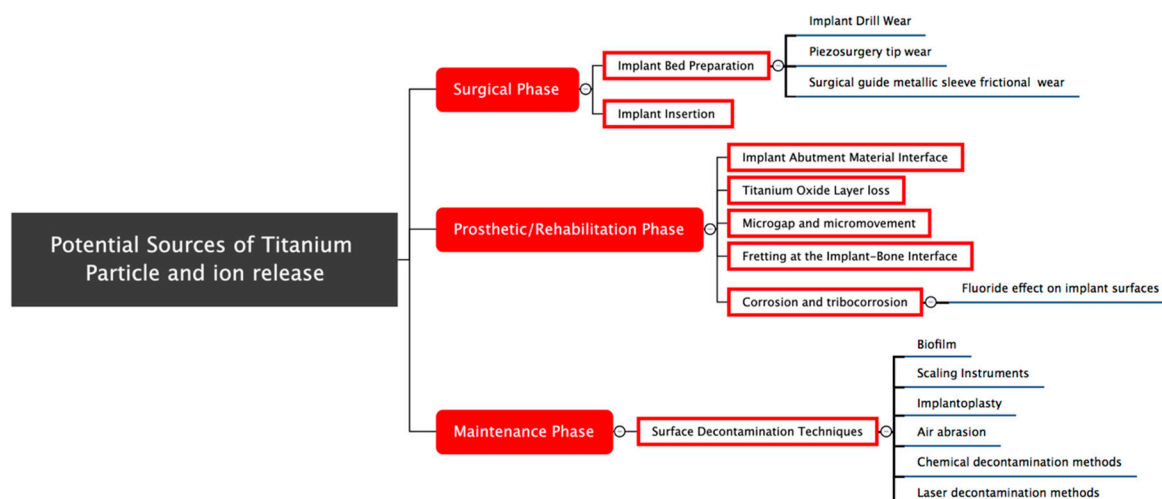 Potential Sources of Titanium
Particle and ion release
Surgical Phase
Implant Bed Preparation
Implant Drill Wear
Piezosurgery tip wear
Surgical guide metallic sleeve frictional wear
Implant Insertion
Prosthetic/Rehabilitation Phase
Implant Abutment Material Interface
Titanium Oxide Layer loss
Microgap and micromovement
Fretting at the Implant-Bone Interface
Corrosion and tribocorrosion
Fluoride effect on implant surfaces
Maintenance Phase
Surface Decontamination Techniques
Biofilm
Scaling Instruments
Implantoplasty
Air abrasion
Chemical decontamination methods
Laser decontamination methods